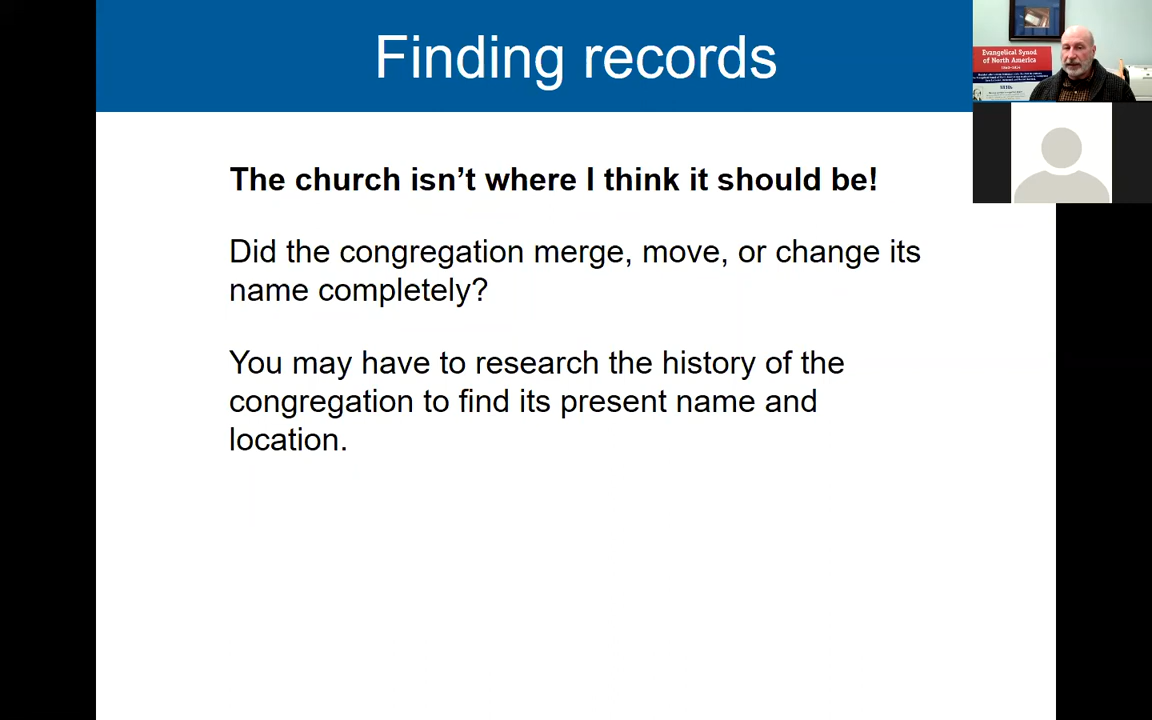 Finding records
The church isn’t where I think it should be!
Did the congregation merge, move, or change its
name completely?
You may have to research the history of the
congregation to find its present name and
location.
Evangelical Synod
of North America